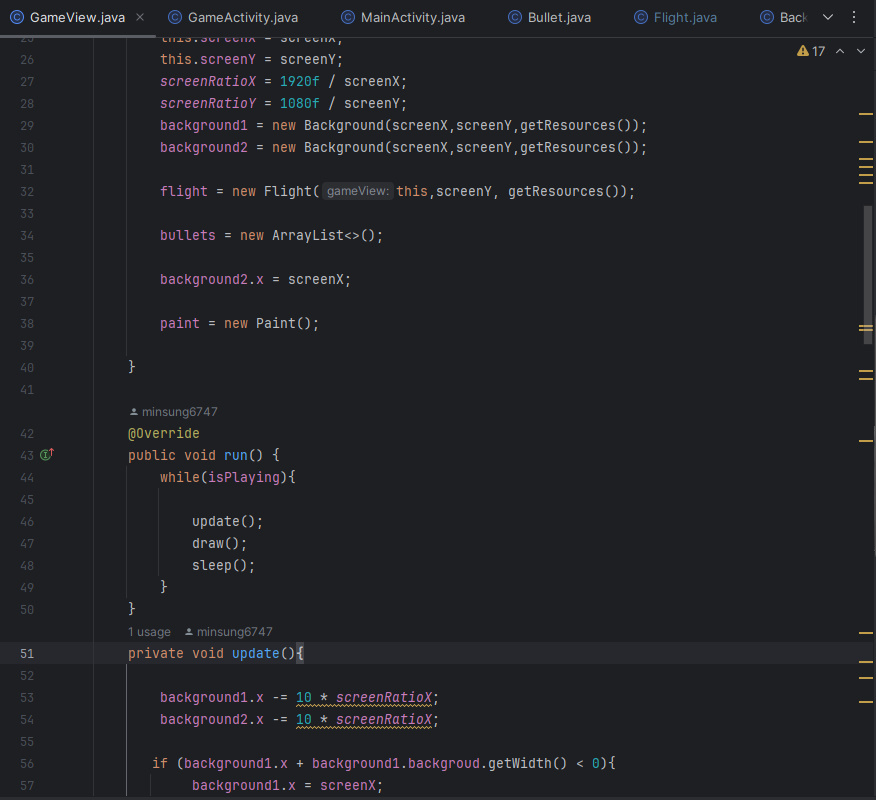 GameView.java
GameActivity.java
MainActivity.java
Bullet.java
Flight.java
Back
17
25 this.screenX = screenX;
26 this.screenY = screenY;
27 screenRatioX = 1920f / screenX;
28 screenRatioY = 1080f / screenY;
29 background1 = new Background(screenX,screenY,getResources());
30 background2 = new Background(screenX,screenY,getResources());
31
32 flight = new Flight( gameView: this,screenY, getResources());
33
34 bullets = new ArrayList<>();
35
36 background2.x = screenX;
37
38 paint = new Paint();
39
40 }
41
minsung6747
42 @Override
43 public void run() {
44 while(isPlaying){
45
46 update();
47 draw();
48 sleep();
49 }
50 }
1 usage minsung6747
51 private void update(){
52
53 background1.x -= 10 * screenRatioX;
54 background2.x -= 10 * screenRatioX;
55
56 if (background1.x + background1.backgroud.getWidth() < 0){
57 background1.x = screenX;